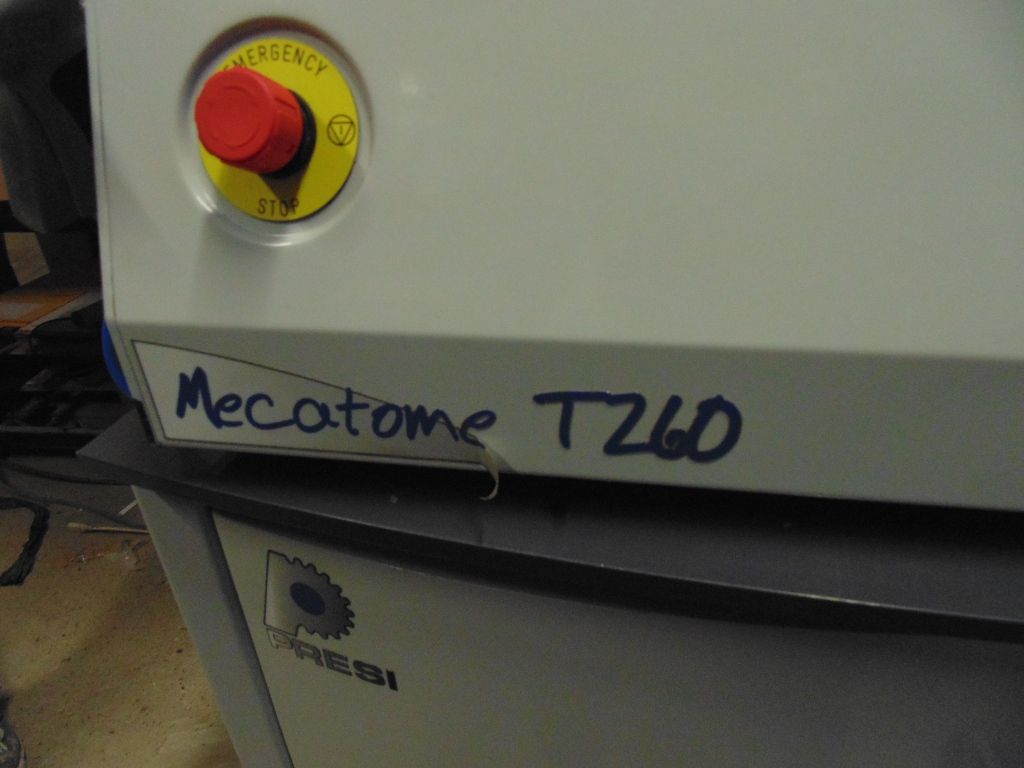 EMERGENCY
STOP
Mecatome T260
PRESI